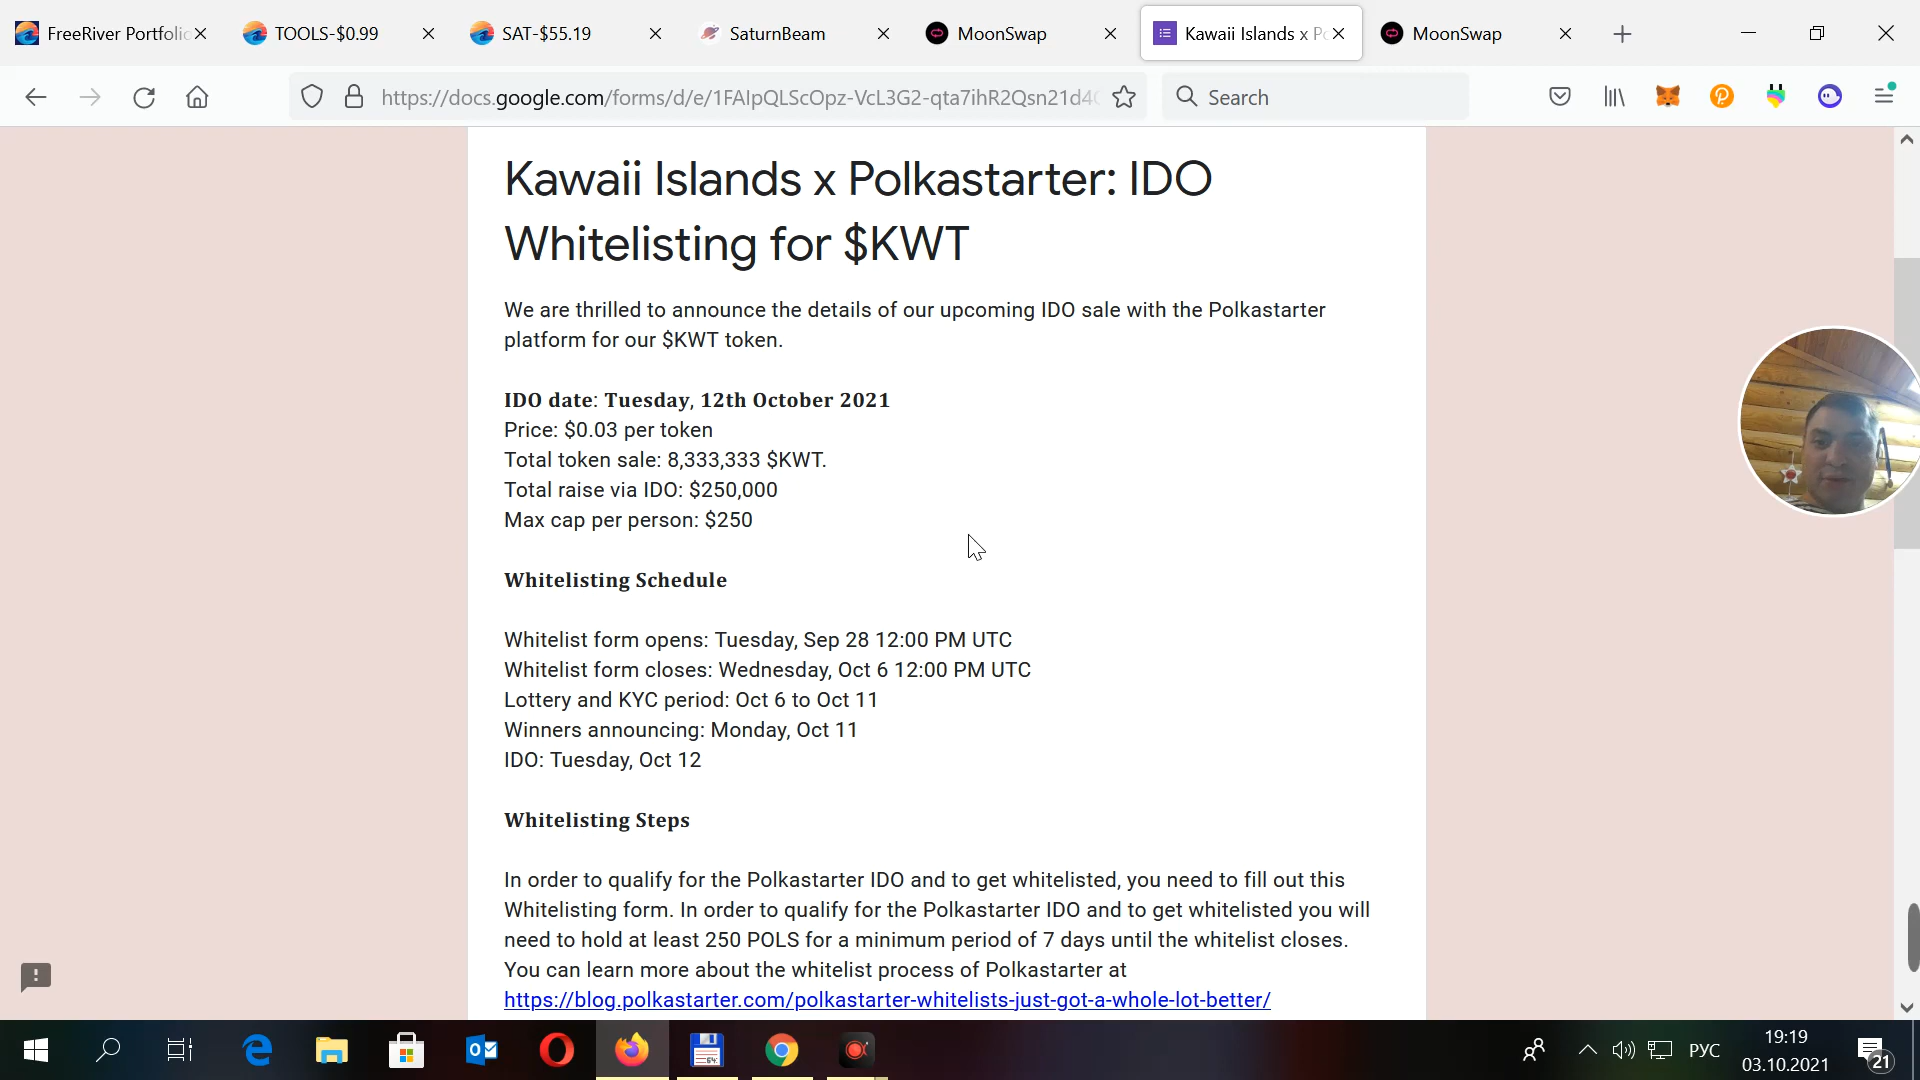 FreeRiver Portfolio
TOOLS-$0.99
SAT-$55.19
SaturnBeam
MoonSwap
Kawaii Islands x Po
MoonSwap
https://docs.google.com/forms/d/e/1FAIpQLScOpz-VcL3G2-qta7ihR2Qsn21d4
Search
Kawaii Islands x Polkastarter: IDO
Whitelisting for $KWT
We are thrilled to announce the details of our upcoming IDO sale with the Polkastarter
platform for our $KWT token.
IDO date: Tuesday, 12th October 2021
Price: $0.03 per token
Total token sale: 8,333,333 $KWT.
Total raise via IDO: $250,000
Max cap per person: $250
Whitelisting Schedule
Whitelist form opens: Tuesday, Sep 28 12:00 PM UTC
Whitelist form closes: Wednesday, Oct 6 12:00 PM UTC
Lottery and KYC period: Oct 6 to Oct 11
Winners announcing: Monday, Oct 11
IDO: Tuesday, Oct 12
Whitelisting Steps
In order to qualify for the Polkastarter IDO and to get whitelisted, you need to fill out this
Whitelisting form. In order to qualify for the Polkastarter IDO and to get whitelisted you will
need to hold at least 250 POLS for a minimum period of 7 days until the whitelist closes.
You can learn more about the whitelist process of Polkastarter at
https://blog.polkastarter.com/polkastarter-whitelists-just-got-a-whole-lot-better/
64
РУС
19:19
03.10.2021
21